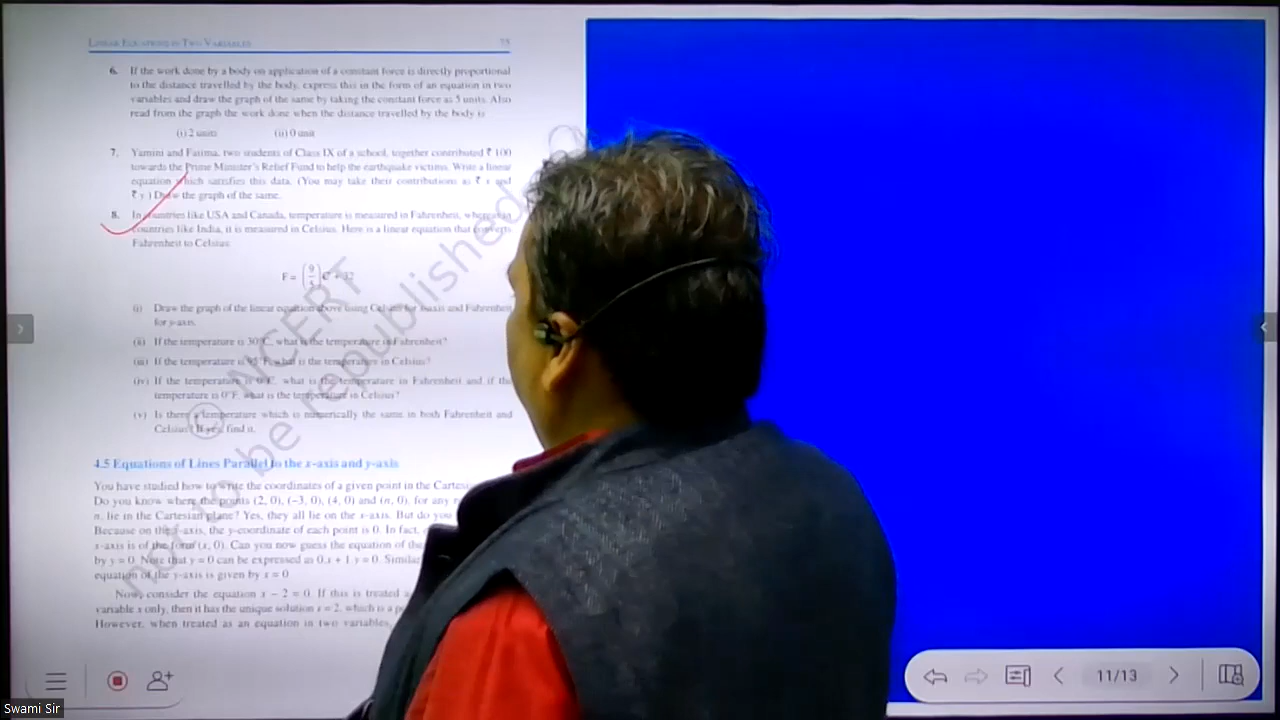 LINEAR EQUATIONS IN TWO VARIABLES 75
6. If the work done by a body on application of a constant force is directly proportional
to the distance travelled by the body, express this in the form of an equation in two
variables and draw the graph of the same by taking the constant force as 5 units. Also
read from the graph the work done when the distance travelled by the body is
(i) 2 units (ii) 0 unit
7. Yamini and Fatima, two students of Class IX of a school, together contributed ₹ 100
towards the Prime Minister's Relief Fund to help the earthquake victims. Write a linear
equation which satisfies this data. (You may take their contributions as ₹ x and
₹ y.) Draw the graph of the same.
8. In countries like USA and Canada, temperature is measured in Fahrenheit, whereas in
countries like India, it is measured in Celsius. Here is a linear equation that converts
Fahrenheit to Celsius:
F = (9/5) C + 32
(i) Draw the graph of the linear equation above using Celsius for x-axis and Fahrenheit
for y-axis.
(ii) If the temperature is 30°C, what is the temperature in Fahrenheit?
(iii) If the temperature is 95°F, what is the temperature in Celsius?
(iv) If the temperature is 0°C, what is the temperature in Fahrenheit and if the
temperature is 0°F, what is the temperature in Celsius?
(v) Is there a temperature which is numerically the same in both Fahrenheit and
Celsius? If yes, find it.
4.5 Equations of Lines Parallel to the x-axis and y-axis
You have studied how to write the coordinates of a given point in the
Do you know where the points (2, 0), (–3, 0), (4, 0) and (n, 0), for any
n, lie in the Cartesian plane? Yes, they all lie on the x-axis. But do you
Because on the x-axis, the y-coordinate of each point is 0. In fact,
x-axis is of the form (x, 0). Can you now guess the equation of the
by y = 0. Note that y = 0 can be expressed as 0.x + 1.y = 0.
equation of the y-axis is given by x = 0
Now, consider the equation x – 2 = 0. If this is treated
variable x only, then it has the unique solution x = 2, which is a
However, when treated as an equation in two variables,
© NCERT
not to be republished
11/13
Swami Sir